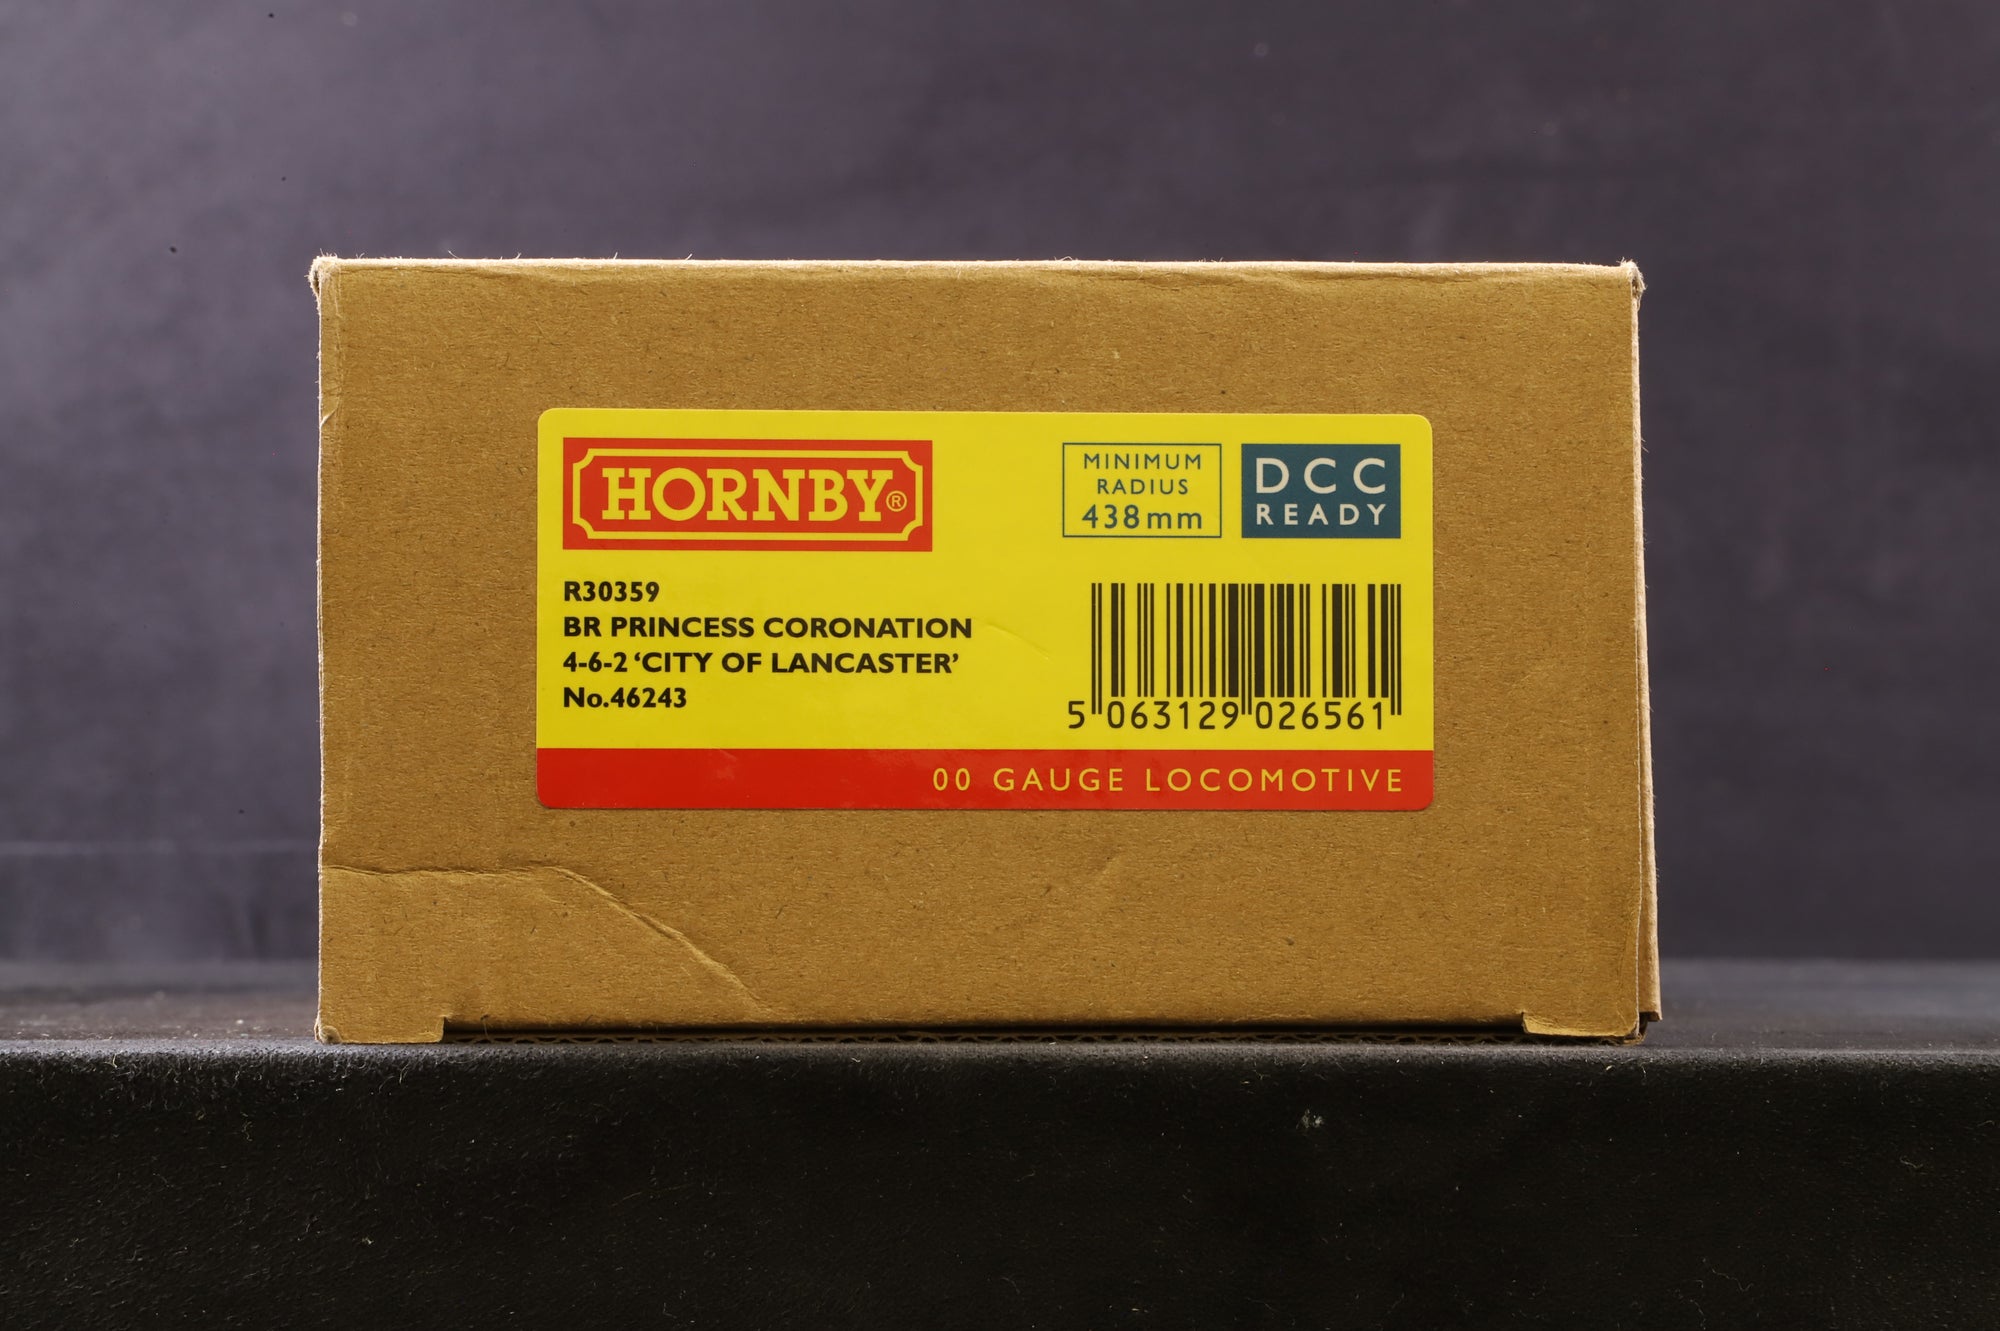 HORNBY®
MINIMUM
RADIUS
438mm
DCC
READY
R30359
BR PRINCESS CORONATION
4-6-2 ‘CITY OF LANCASTER’
No.46243
5 063129 026561
00 GAUGE LOCOMOTIVE